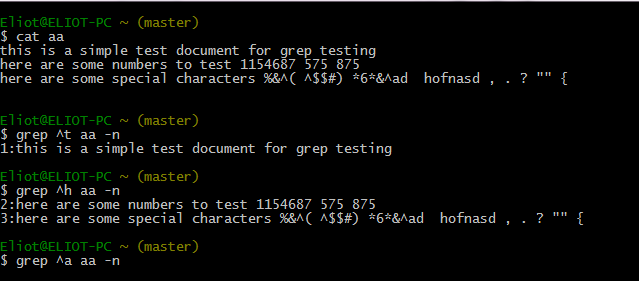 Eliot@ELIOT-PC ~ (master)
$ cat aa
this is a simple test document for grep testing
here are some numbers to test 1154687 575 875
here are some special characters %&^( ^$$#) *6*&^ad  hofnasd , . ? "" {
Eliot@ELIOT-PC ~ (master)
$ grep ^t aa -n
1:this is a simple test document for grep testing
Eliot@ELIOT-PC ~ (master)
$ grep ^h aa -n
2:here are some numbers to test 1154687 575 875
3:here are some special characters %&^( ^$$#) *6*&^ad  hofnasd , . ? "" {
Eliot@ELIOT-PC ~ (master)
$ grep ^a aa -n